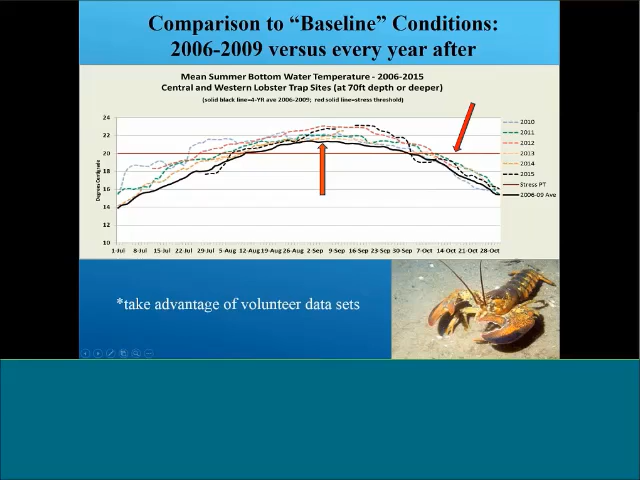 Comparison to “Baseline” Conditions:
2006-2009 versus every year after
Mean Summer Bottom Water Temperature - 2006-2015
Central and Western Lobster Trap Sites (at 70ft depth or deeper)
(solid black line=4-YR ave 2006-2009; red solid line=stress threshold)
Degrees Centigrade
24
22
20
18
16
14
12
10
1-Jul 8-Jul 15-Jul 22-Jul 29-Jul 5-Aug 12-Aug 19-Aug 26-Aug 2-Sep 9-Sep 16-Sep 23-Sep 30-Sep 7-Oct 14-Oct 21-Oct 28-Oct
2010
2011
2012
2013
2014
2015
Stress PT
2006-09 Ave
*take advantage of volunteer data sets